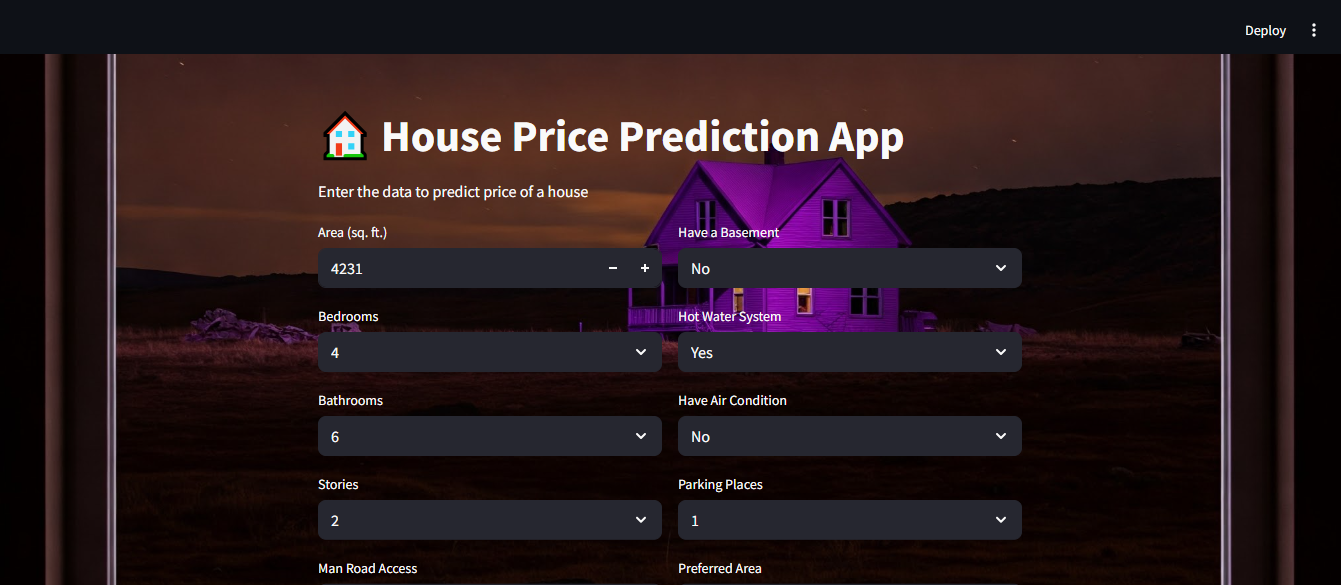 Deploy
House Price Prediction App
Enter the data to predict price of a house
Area (sq. ft.)
4231
Have a Basement
No
Bedrooms
4
Hot Water System
Yes
Bathrooms
6
Have Air Condition
No
Stories
2
Parking Places
1
Man Road Access
Preferred Area